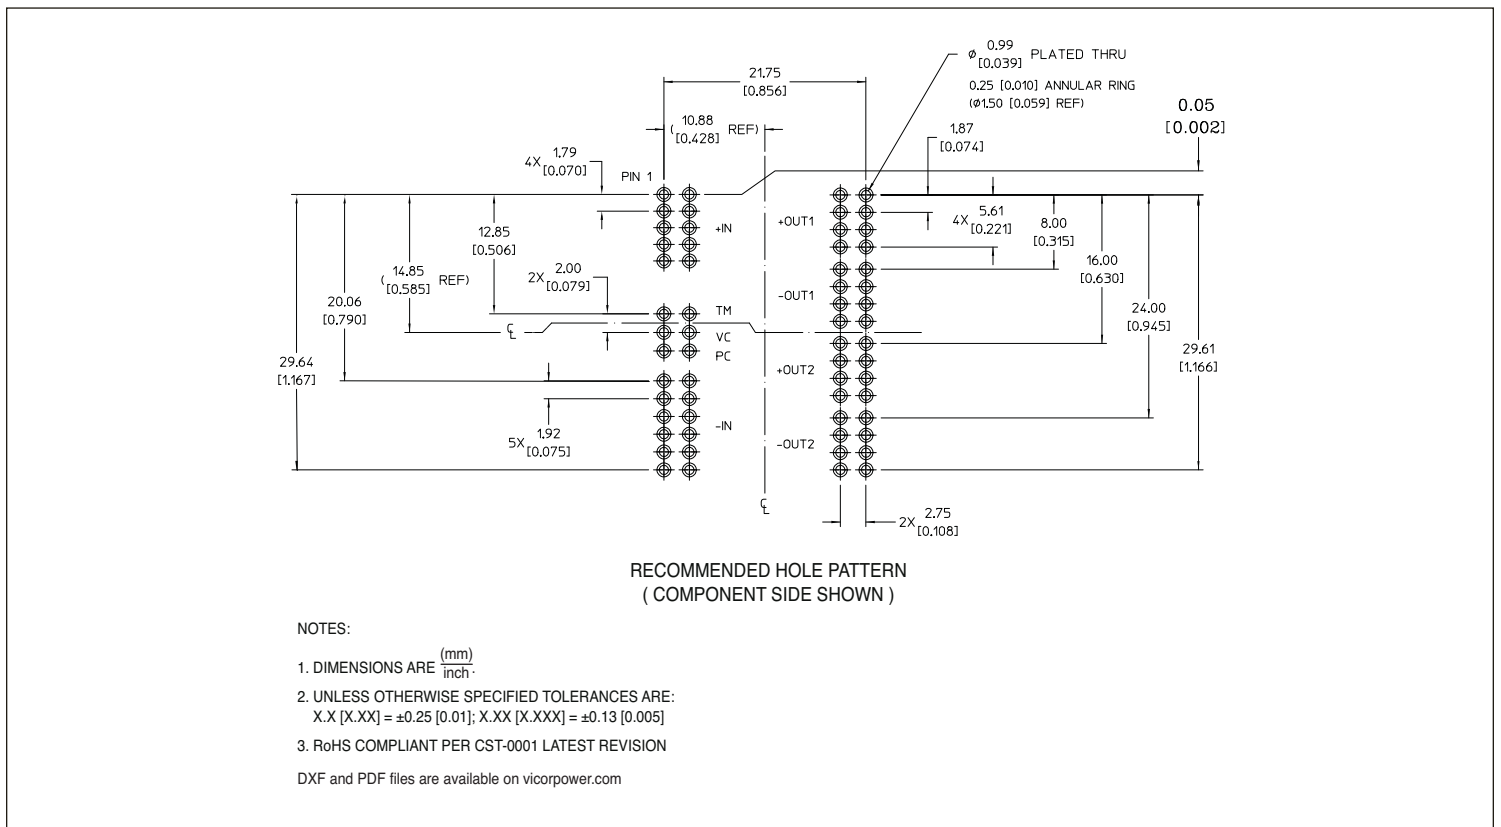 ø 0.99 [0.039] PLATED THRU
0.25 [0.010] ANNULAR RING
(ø1.50 [0.059] REF)
21.75
[0.856]
0.05
[0.002]
( 10.88 [0.428] REF)
1.87
[0.074]
4X 1.79 [0.070]
PIN 1
+IN
+OUT1
4X 5.61 [0.221]
8.00
[0.315]
12.85
[0.506]
16.00
[0.630]
( 14.85 [0.585] REF)
2X 2.00 [0.079]
-OUT1
20.06
[0.790]
TM
24.00
[0.945]
℄
VC
PC
29.64
[1.167]
29.61
[1.166]
+OUT2
-IN
5X 1.92 [0.075]
-OUT2
℄
2X 2.75 [0.108]
RECOMMENDED HOLE PATTERN
( COMPONENT SIDE SHOWN )
NOTES:
1. DIMENSIONS ARE (mm)/inch.
2. UNLESS OTHERWISE SPECIFIED TOLERANCES ARE:
X.X [X.XX] = ±0.25 [0.01]; X.XX [X.XXX] = ±0.13 [0.005]
3. RoHS COMPLIANT PER CST-0001 LATEST REVISION
DXF and PDF files are available on vicorpower.com